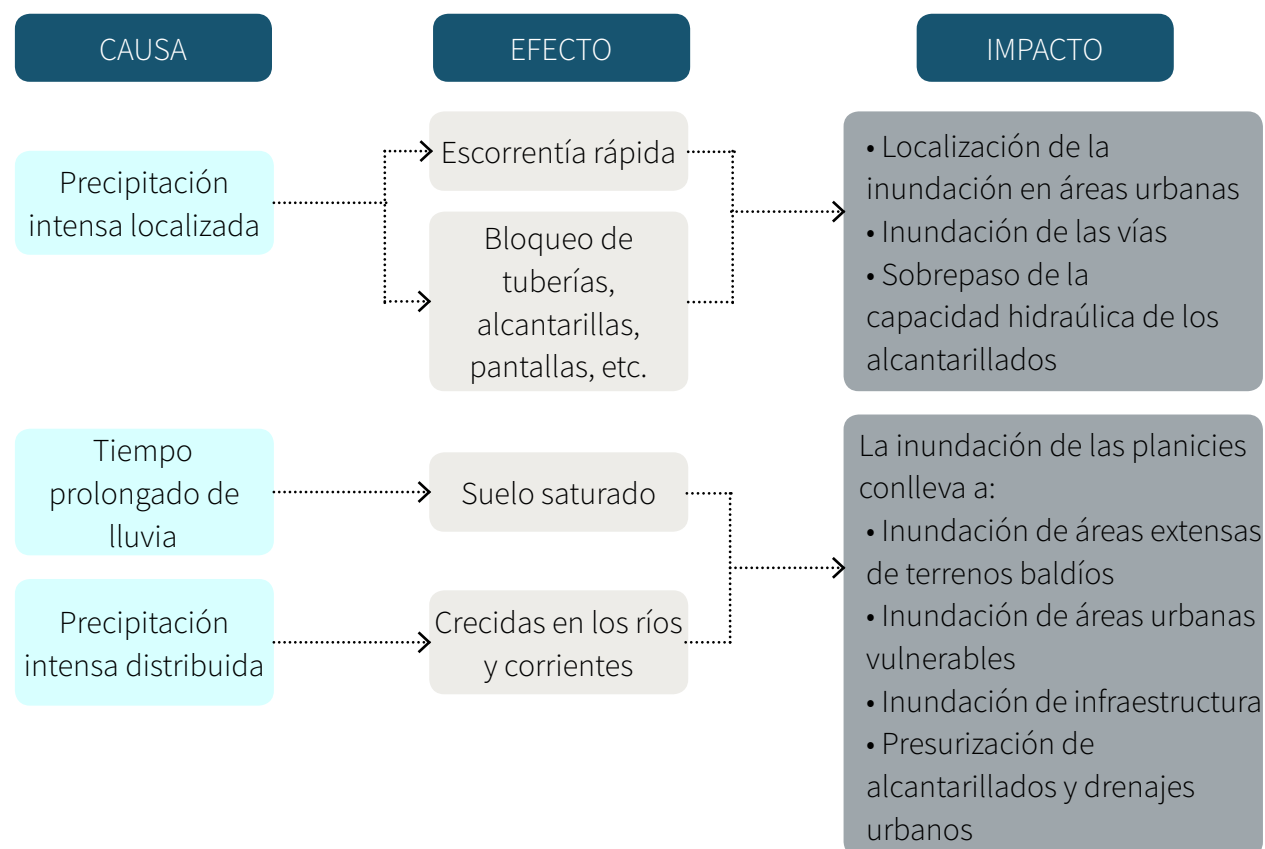 CAUSA
EFECTO
IMPACTO
Precipitación
intensa localizada
Escorrentía rápida
Bloqueo de
tuberías,
alcantarillas,
pantallas, etc.
• Localización de la
inundación en áreas urbanas
• Inundación de las vías
• Sobrepaso de la
capacidad hidraúlica de los
alcantarillados
Tiempo
prolongado de
lluvia
Suelo saturado
Precipitación
intensa distribuida
Crecidas en los ríos
y corrientes
La inundación de las planicies
conlleva a:
• Inundación de áreas extensas
de terrenos baldíos
• Inundación de áreas urbanas
vulnerables
• Inundación de infraestructura
• Presurización de
alcantarillados y drenajes
urbanos